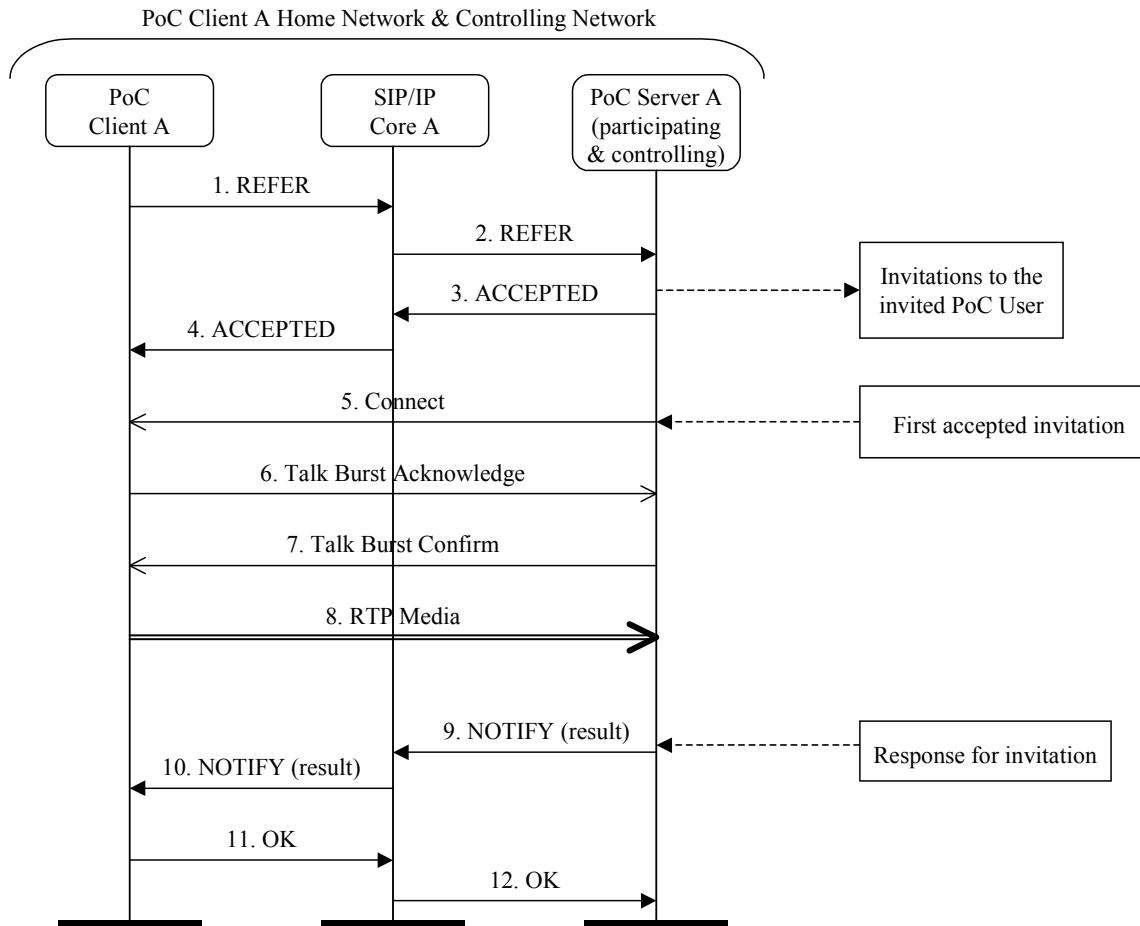 PoC Client A Home Network & Controlling Network
PoC
Client A
SIP/IP
Core A
PoC Server A
(participating
& controlling)
1. REFER
2. REFER
3. ACCEPTED
Invitations to the
invited PoC User
4. ACCEPTED
5. Connect
First accepted invitation
6. Talk Burst Acknowledge
7. Talk Burst Confirm
8. RTP Media
9. NOTIFY (result)
Response for invitation
10. NOTIFY (result)
11. OK
12. OK